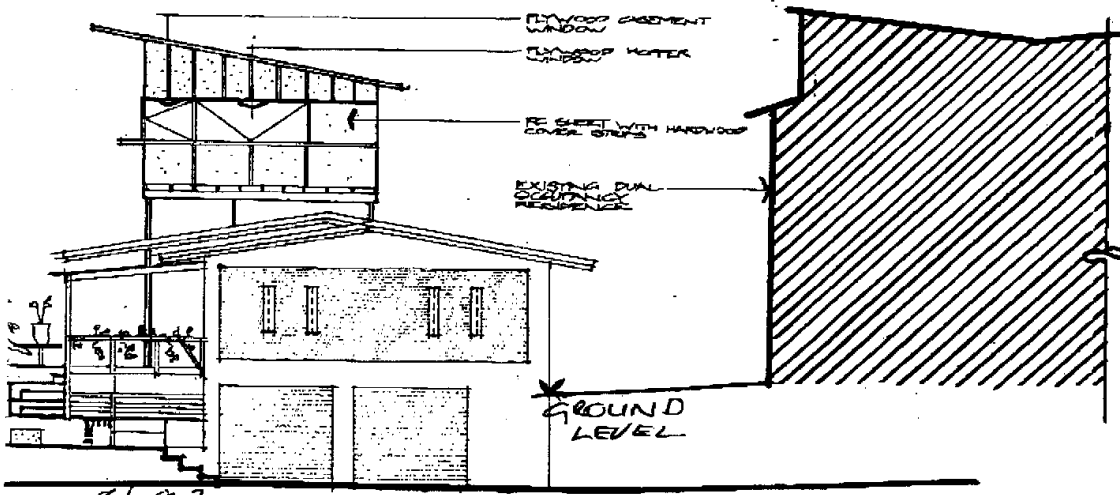 PLYWOOD CASEMENT
WINDOW
PLYWOOD HOPPER
WINDOW
FC SHEET WITH HARDWOOD
COVER STRIPS
EXISTING DUAL
OCCUPANCY
RESIDENCE
GROUND
LEVEL